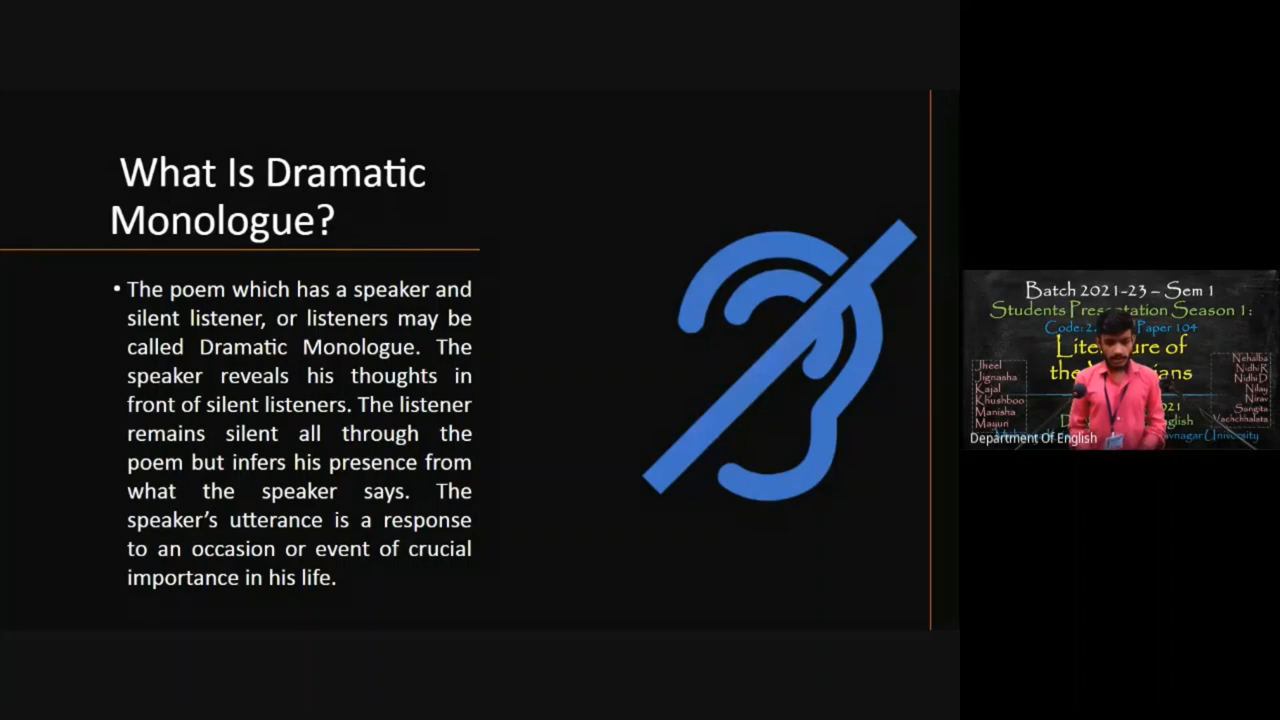 What Is Dramatic
Monologue?
• The poem which has a speaker and
silent listener, or listeners may be
called Dramatic Monologue. The
speaker reveals his thoughts in
front of silent listeners. The listener
remains silent all through the
poem but infers his presence from
what the speaker says. The
speaker's utterance is a response
to an occasion or event of crucial
importance in his life.
Batch 2021-23 – Sem 1
Students Presentation Season 1:
Code: 2. Paper 104
Literature of
the
Jheel
Jignasha
Kajal
Khushboo
Manisha
Mayuri
Nehalba
Nidhi R
Nidhi D
Nilay
Nirav
Sangita
Vachchhalata
Department Of English
University